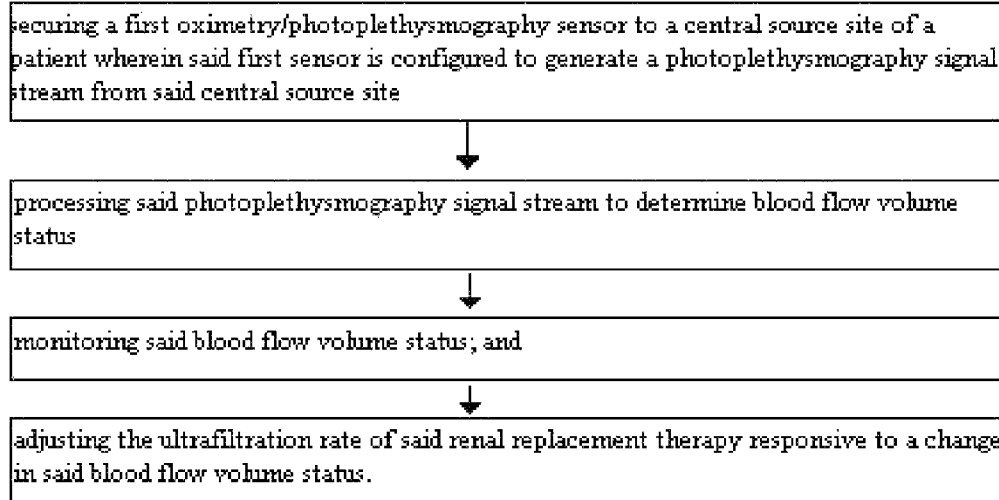 securing a first oximetry/photoplethysmography sensor to a central source site of a
patient wherein said first sensor is configured to generate a photoplethysmography signal
stream from said central source site
processing said photoplethysmography signal stream to determine blood flow volume
status
monitoring said blood flow volume status; and
adjusting the ultrafiltration rate of said renal replacement therapy responsive to a change
in said blood flow volume status.